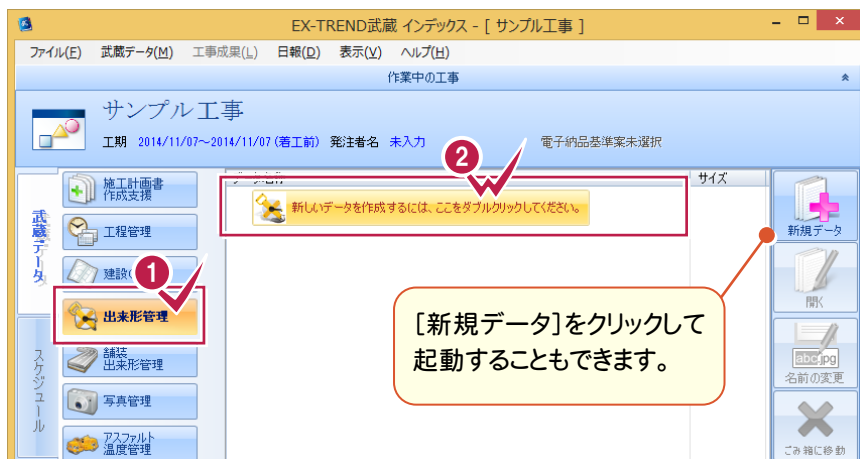 EX-TREND武蔵 インデックス - [ サンプル工事 ]
ファイル(F) 武蔵データ(M) 工事成果(L) 日報(D) 表示(V) ヘルプ(H)
作業中の工事
サンプル工事
工期 2014/11/07～2014/11/07 (着工前) 発注者名 未入力 電子納品基準案未選択
武蔵データ
スケジュール
施工計画書
作成支援
工程管理
建設
1
出来形管理
舗装
出来形管理
写真管理
アスファルト
温度管理
サイズ
2
新しいデータを作成するには、ここをダブルクリックしてください。
[新規データ]をクリックして
起動することもできます。
新規データ
開く
abc.jpg
名前の変更
ごみ箱に移動